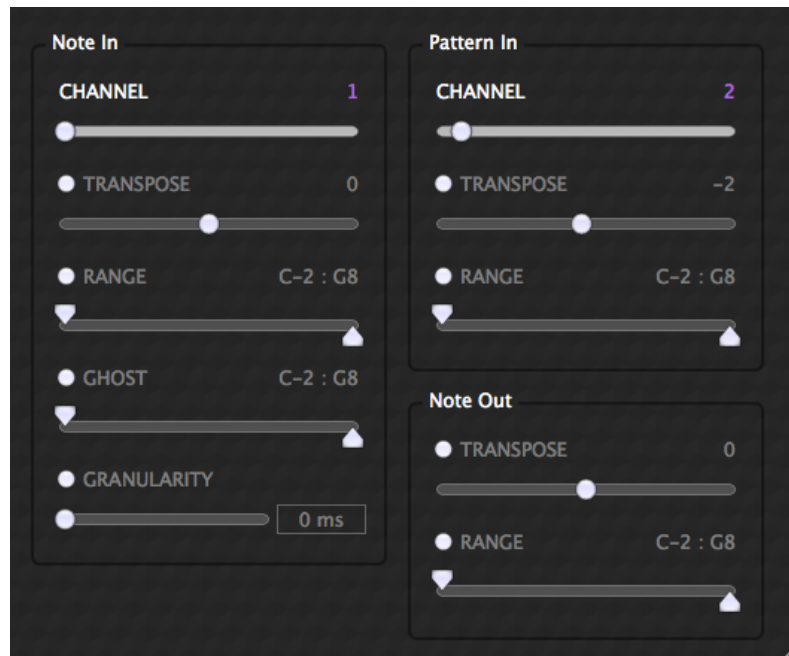 Note In
CHANNEL 1
TRANSPOSE 0
RANGE C-2 : G8
GHOST C-2 : G8
GRANULARITY
0 ms
Pattern In
CHANNEL 2
TRANSPOSE -2
RANGE C-2 : G8
Note Out
TRANSPOSE 0
RANGE C-2 : G8